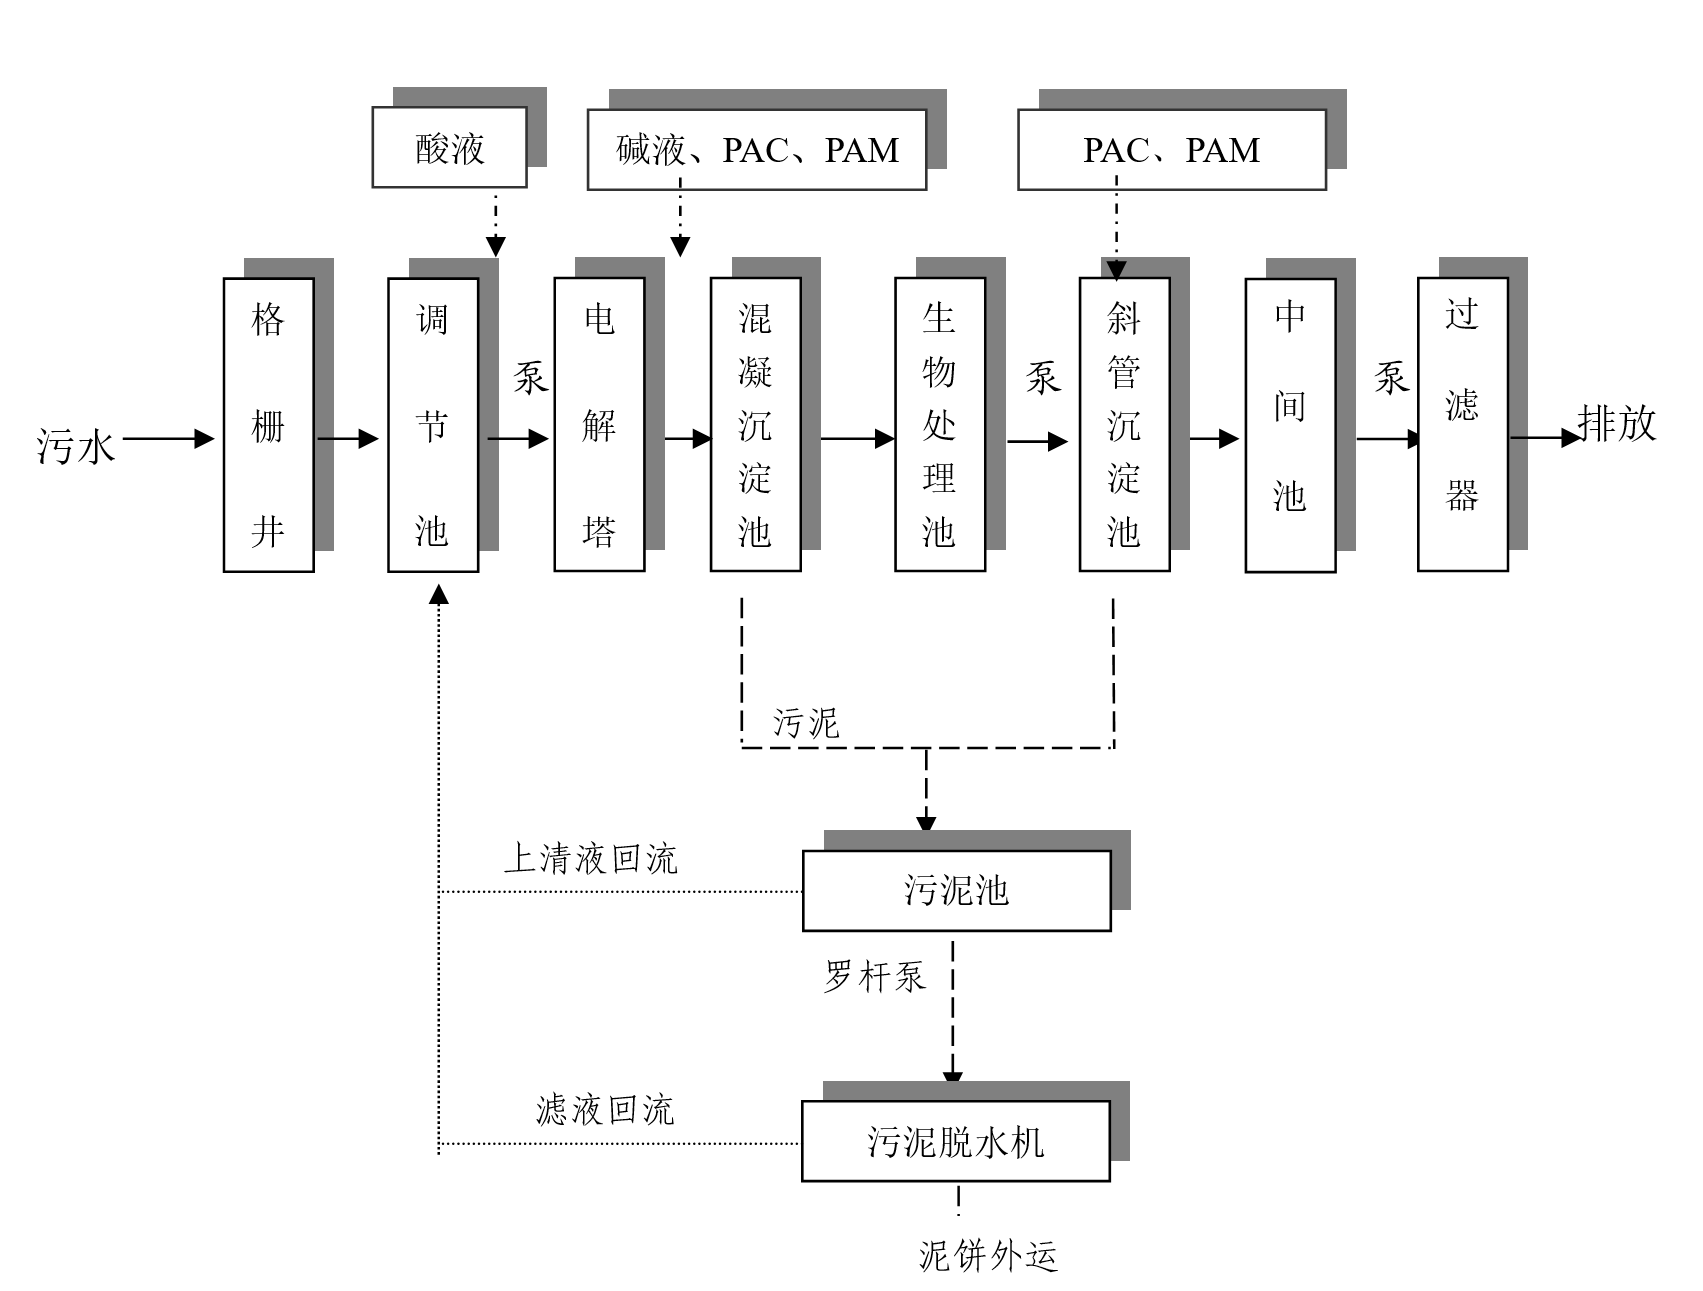 酸液
碱液、PAC、PAM
PAC、PAM
污水
格栅井
调节池
泵
电解塔
混凝沉淀池
生物处理池
泵
斜管沉淀池
中间池
泵
过滤器
排放
污泥
上清液回流
污泥池
罗杆泵
滤液回流
污泥脱水机
泥饼外运